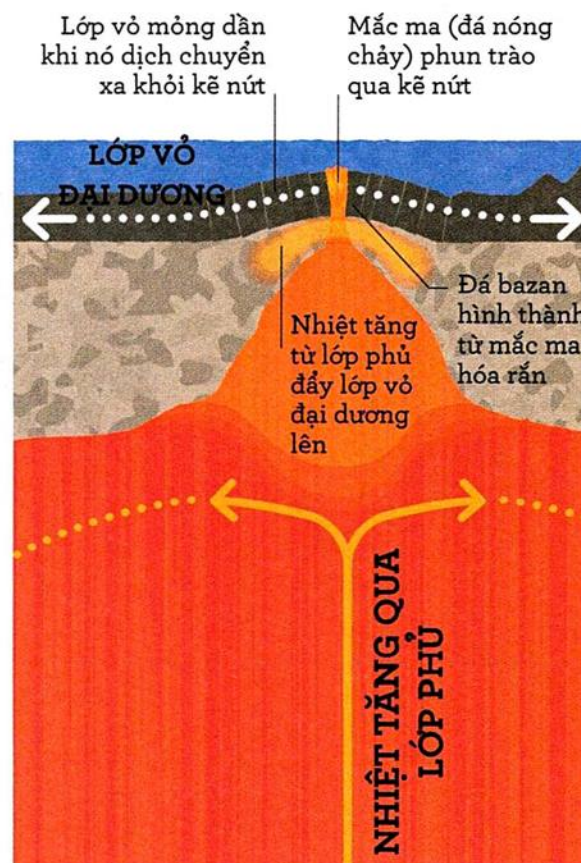 Lớp vỏ mỏng dần
khi nó dịch chuyển
xa khỏi kẽ nứt
Mắc ma (đá nóng
chảy) phun trào
qua kẽ nứt
LỚP VỎ
ĐẠI DƯƠNG
Nhiệt tăng
từ lớp phủ
đẩy lớp vỏ
đại dương
lên
Đá bazan
hình thành
từ mắc ma
hóa rắn
NHIỆT TĂNG QUA
LỚP PHỦ